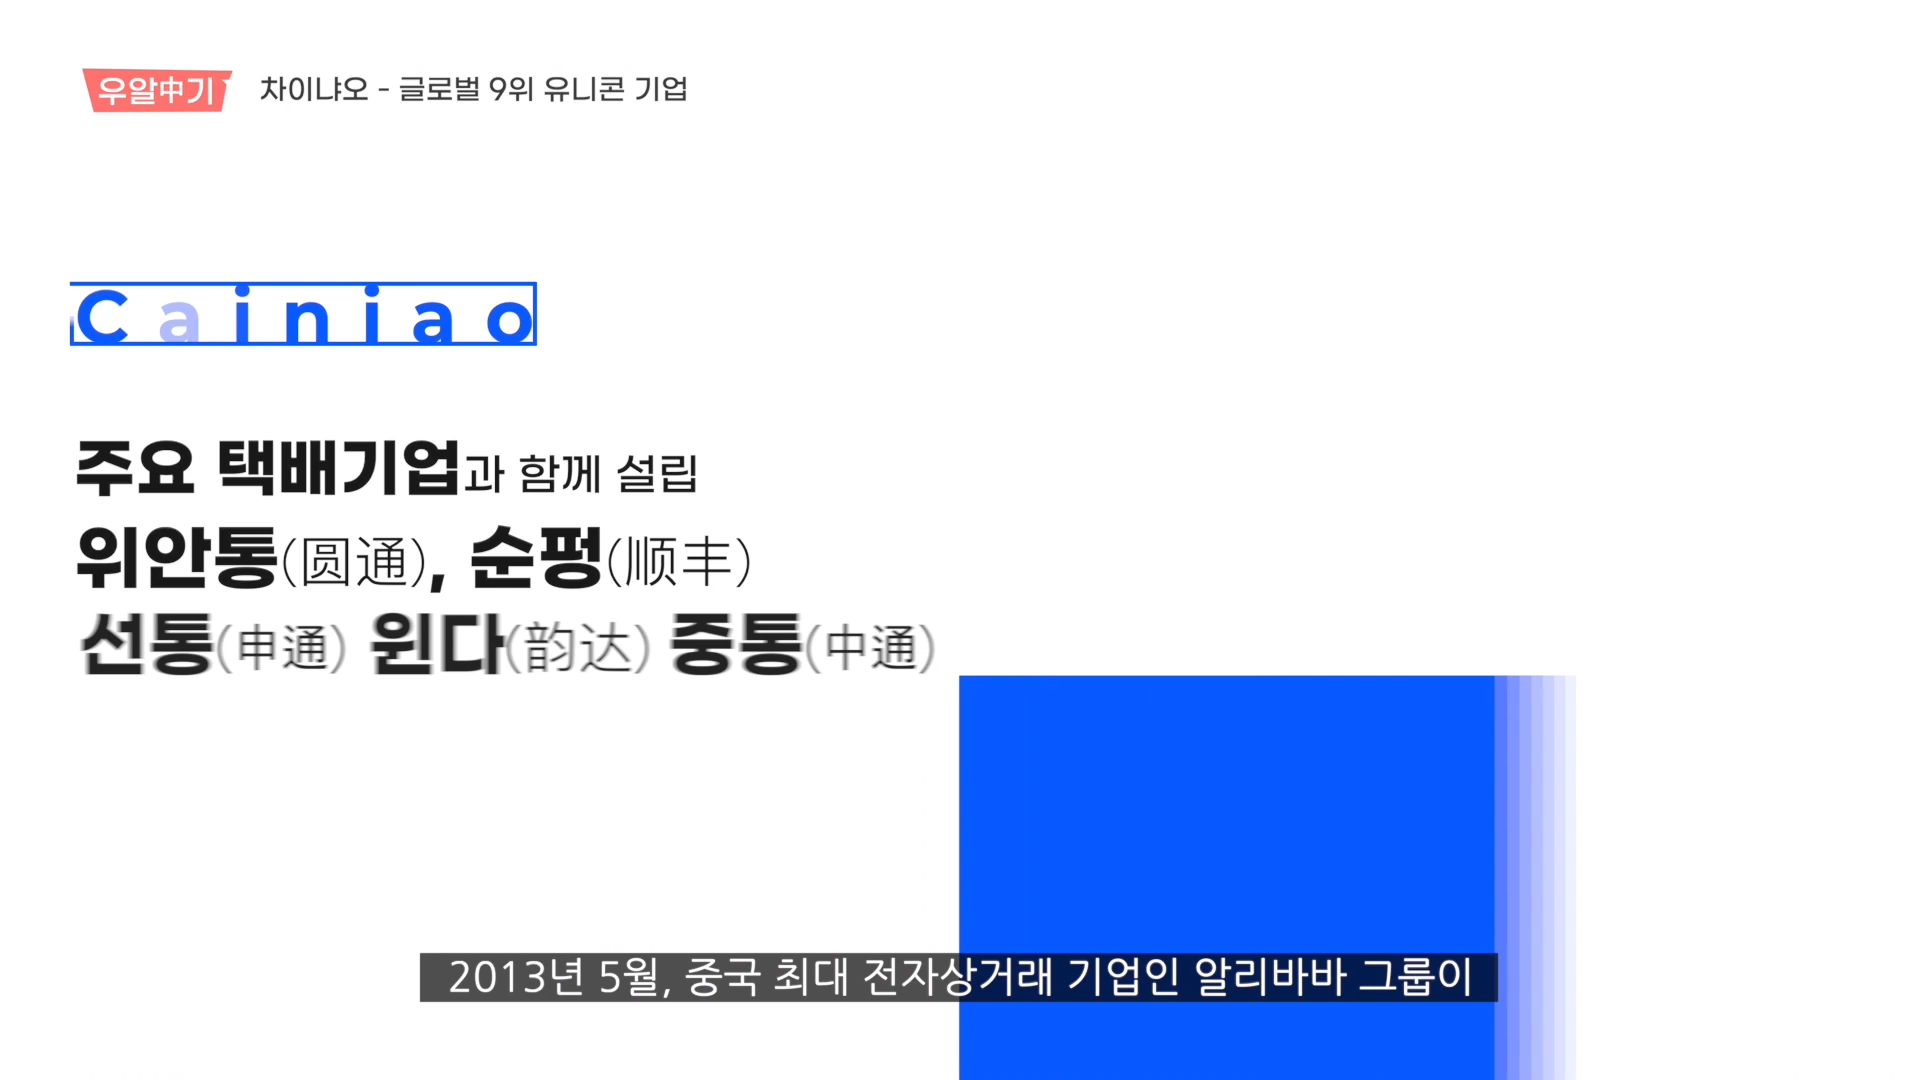 우알中기 차이냐오 - 글로벌 9위 유니콘 기업
Cainiao
주요 택배기업과 함께 설립
위안통(圆通), 순펑(顺丰)
선통(申通) 윈다(韵达) 중통(中通)
2013년 5월, 중국 최대 전자상거래 기업인 알리바바 그룹이